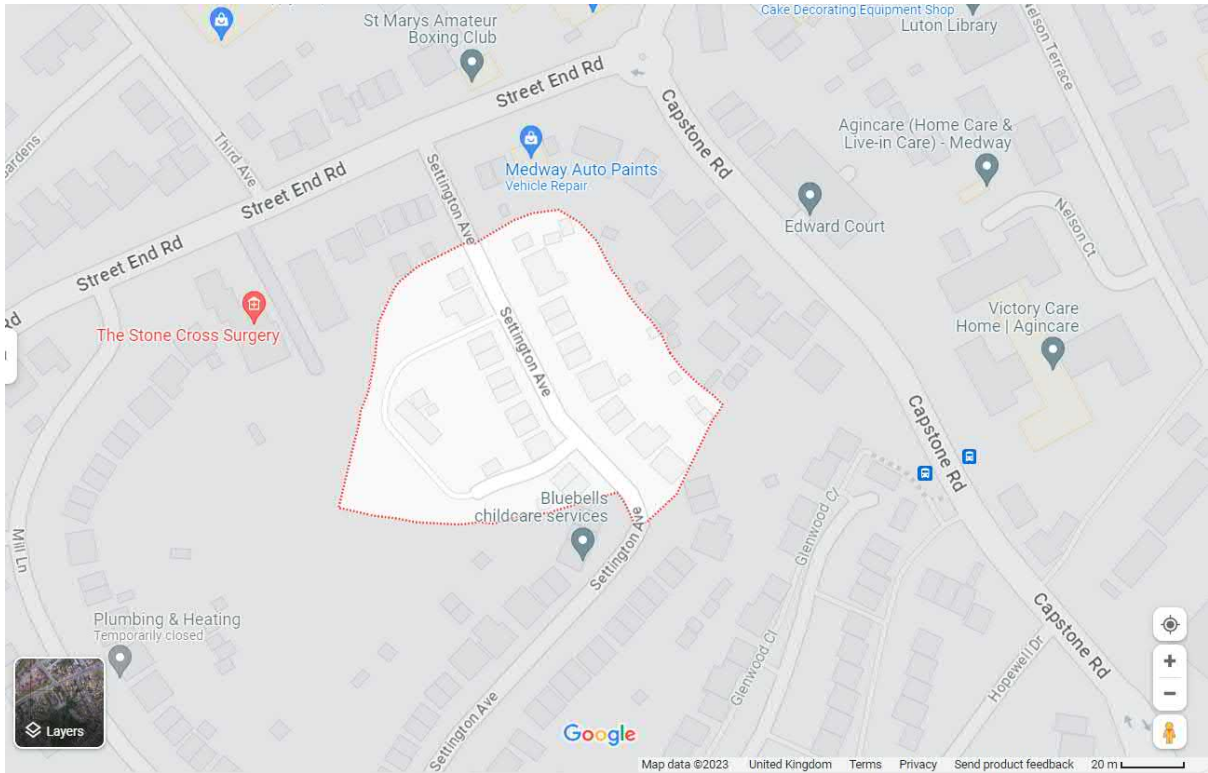 Cake Decorating Equipment Shop
St Marys Amateur
Boxing Club
Luton Library
Nelson Terrace
Street End Rd
Capstone Rd
Third Ave
Gardens
Medway Auto Paints
Vehicle Repair
Agincare (Home Care &
Live-in Care) - Medway
Settington Ave
Street End Rd
Edward Court
Nelson Ct
Street End Rd
Rd
The Stone Cross Surgery
Settington Ave
Victory Care
Home | Agincare
Capstone Rd
Bluebells
childcare services
Glenwood Cl
Settington Ave
Mill Ln
Plumbing & Heating
Temporarily closed
Capstone Rd
Hopewell Dr
Glenwood Cl
Settington Ave
Layers
Google
Map data ©2023 United Kingdom Terms Privacy Send product feedback 20 m